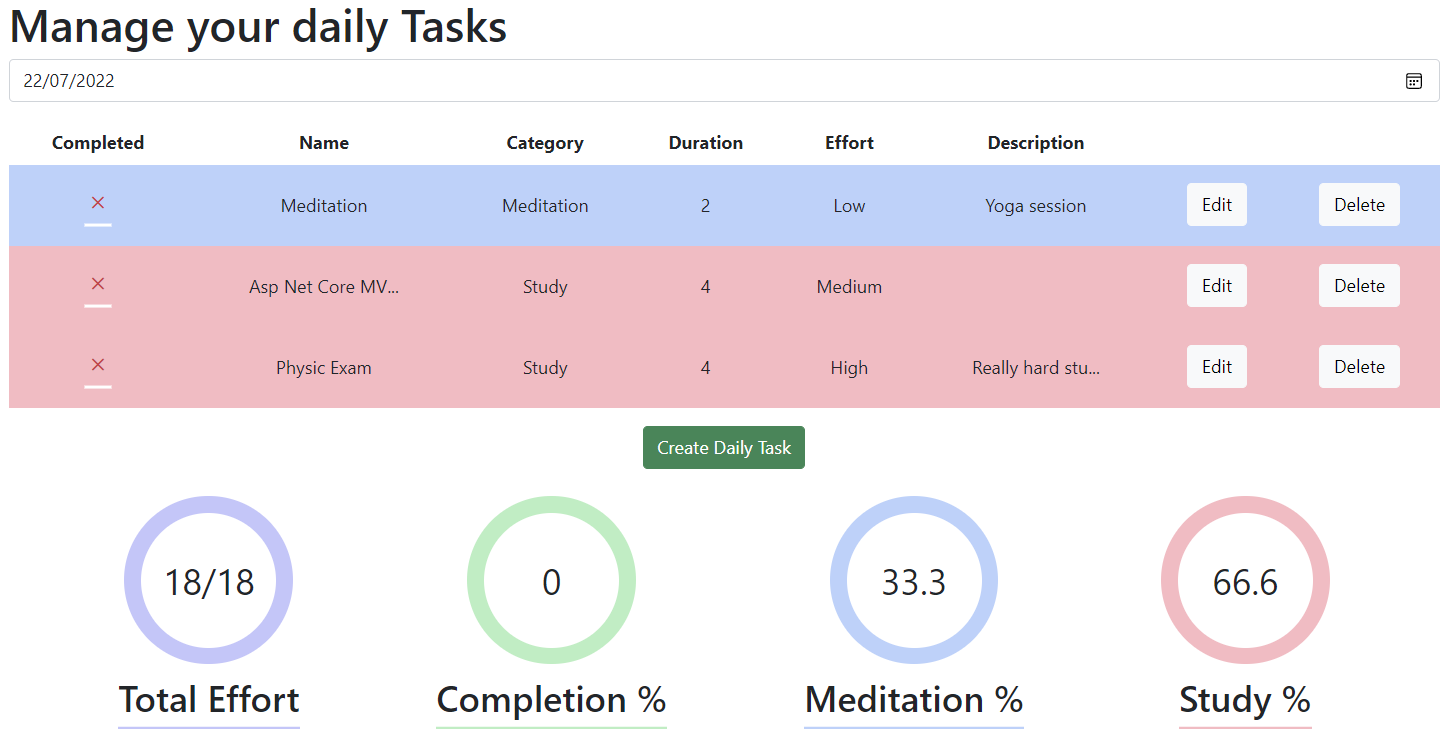 Manage your daily Tasks
22/07/2022
Completed Name Category Duration Effort Description
Meditation Meditation 2 Low Yoga session Edit Delete
Asp Net Core MV... Study 4 Medium Edit Delete
Physic Exam Study 4 High Really hard stu... Edit Delete
Create Daily Task
18/18 0 33.3 66.6
Total Effort Completion % Meditation % Study %